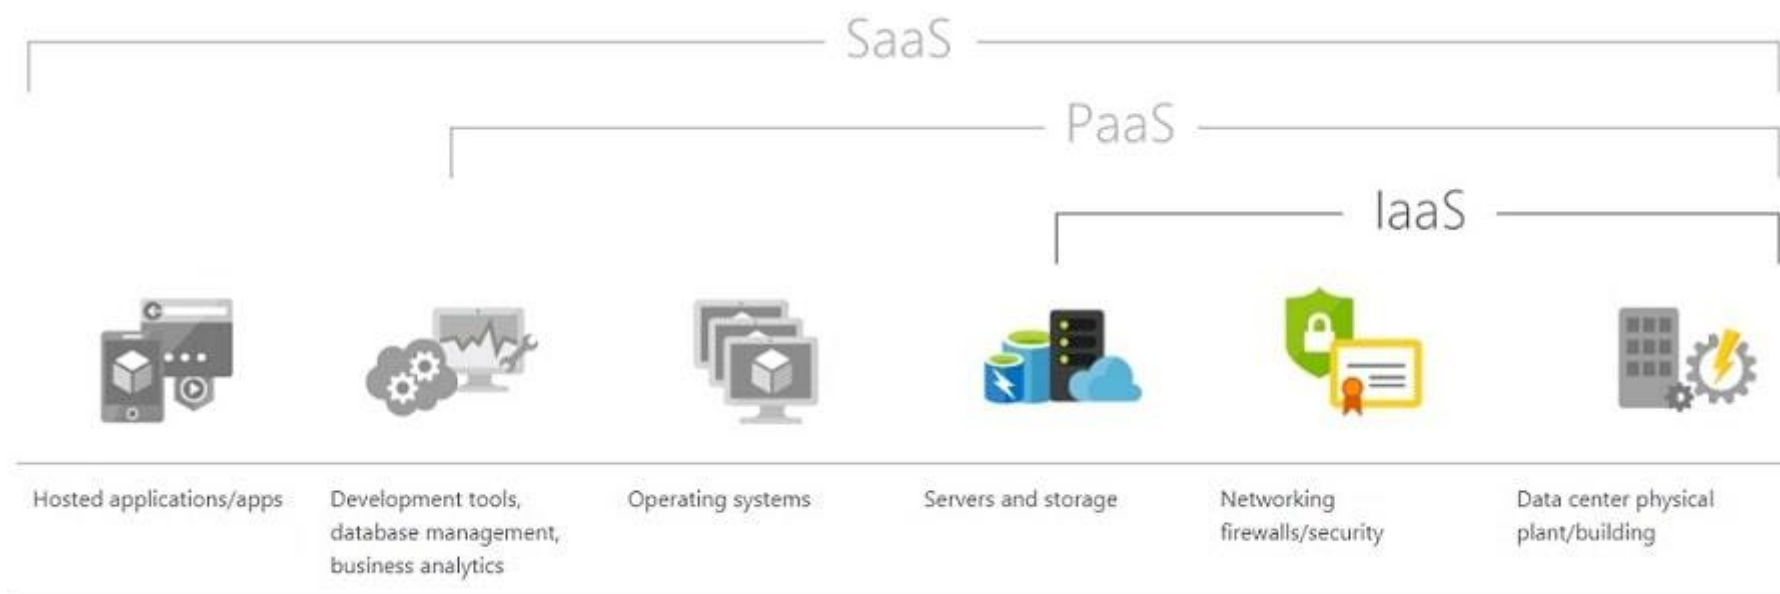 SaaS
PaaS
IaaS
Hosted applications/apps
Development tools,
database management,
business analytics
Operating systems
Servers and storage
Networking
firewalls/security
Data center physical
plant/building